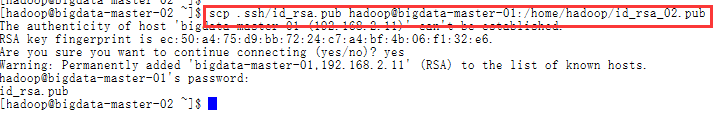 [hadoop@bigdata-master-02 ~]$
[hadoop@bigdata-master-02 ~]$ scp .ssh/id_rsa.pub hadoop@bigdata-master-01:/home/hadoop/id_rsa_02.pub
The authenticity of host 'bigdata-master-01 (192.168.2.11)' can't be established.
RSA key fingerprint is ec:50:a4:75:d9:bb:72:24:c7:a4:bf:4b:06:f1:32:e6.
Are you sure you want to continue connecting (yes/no)? yes
Warning: Permanently added 'bigdata-master-01,192.168.2.11' (RSA) to the list of known hosts.
hadoop@bigdata-master-01's password:
id_rsa.pub
[hadoop@bigdata-master-02 ~]$